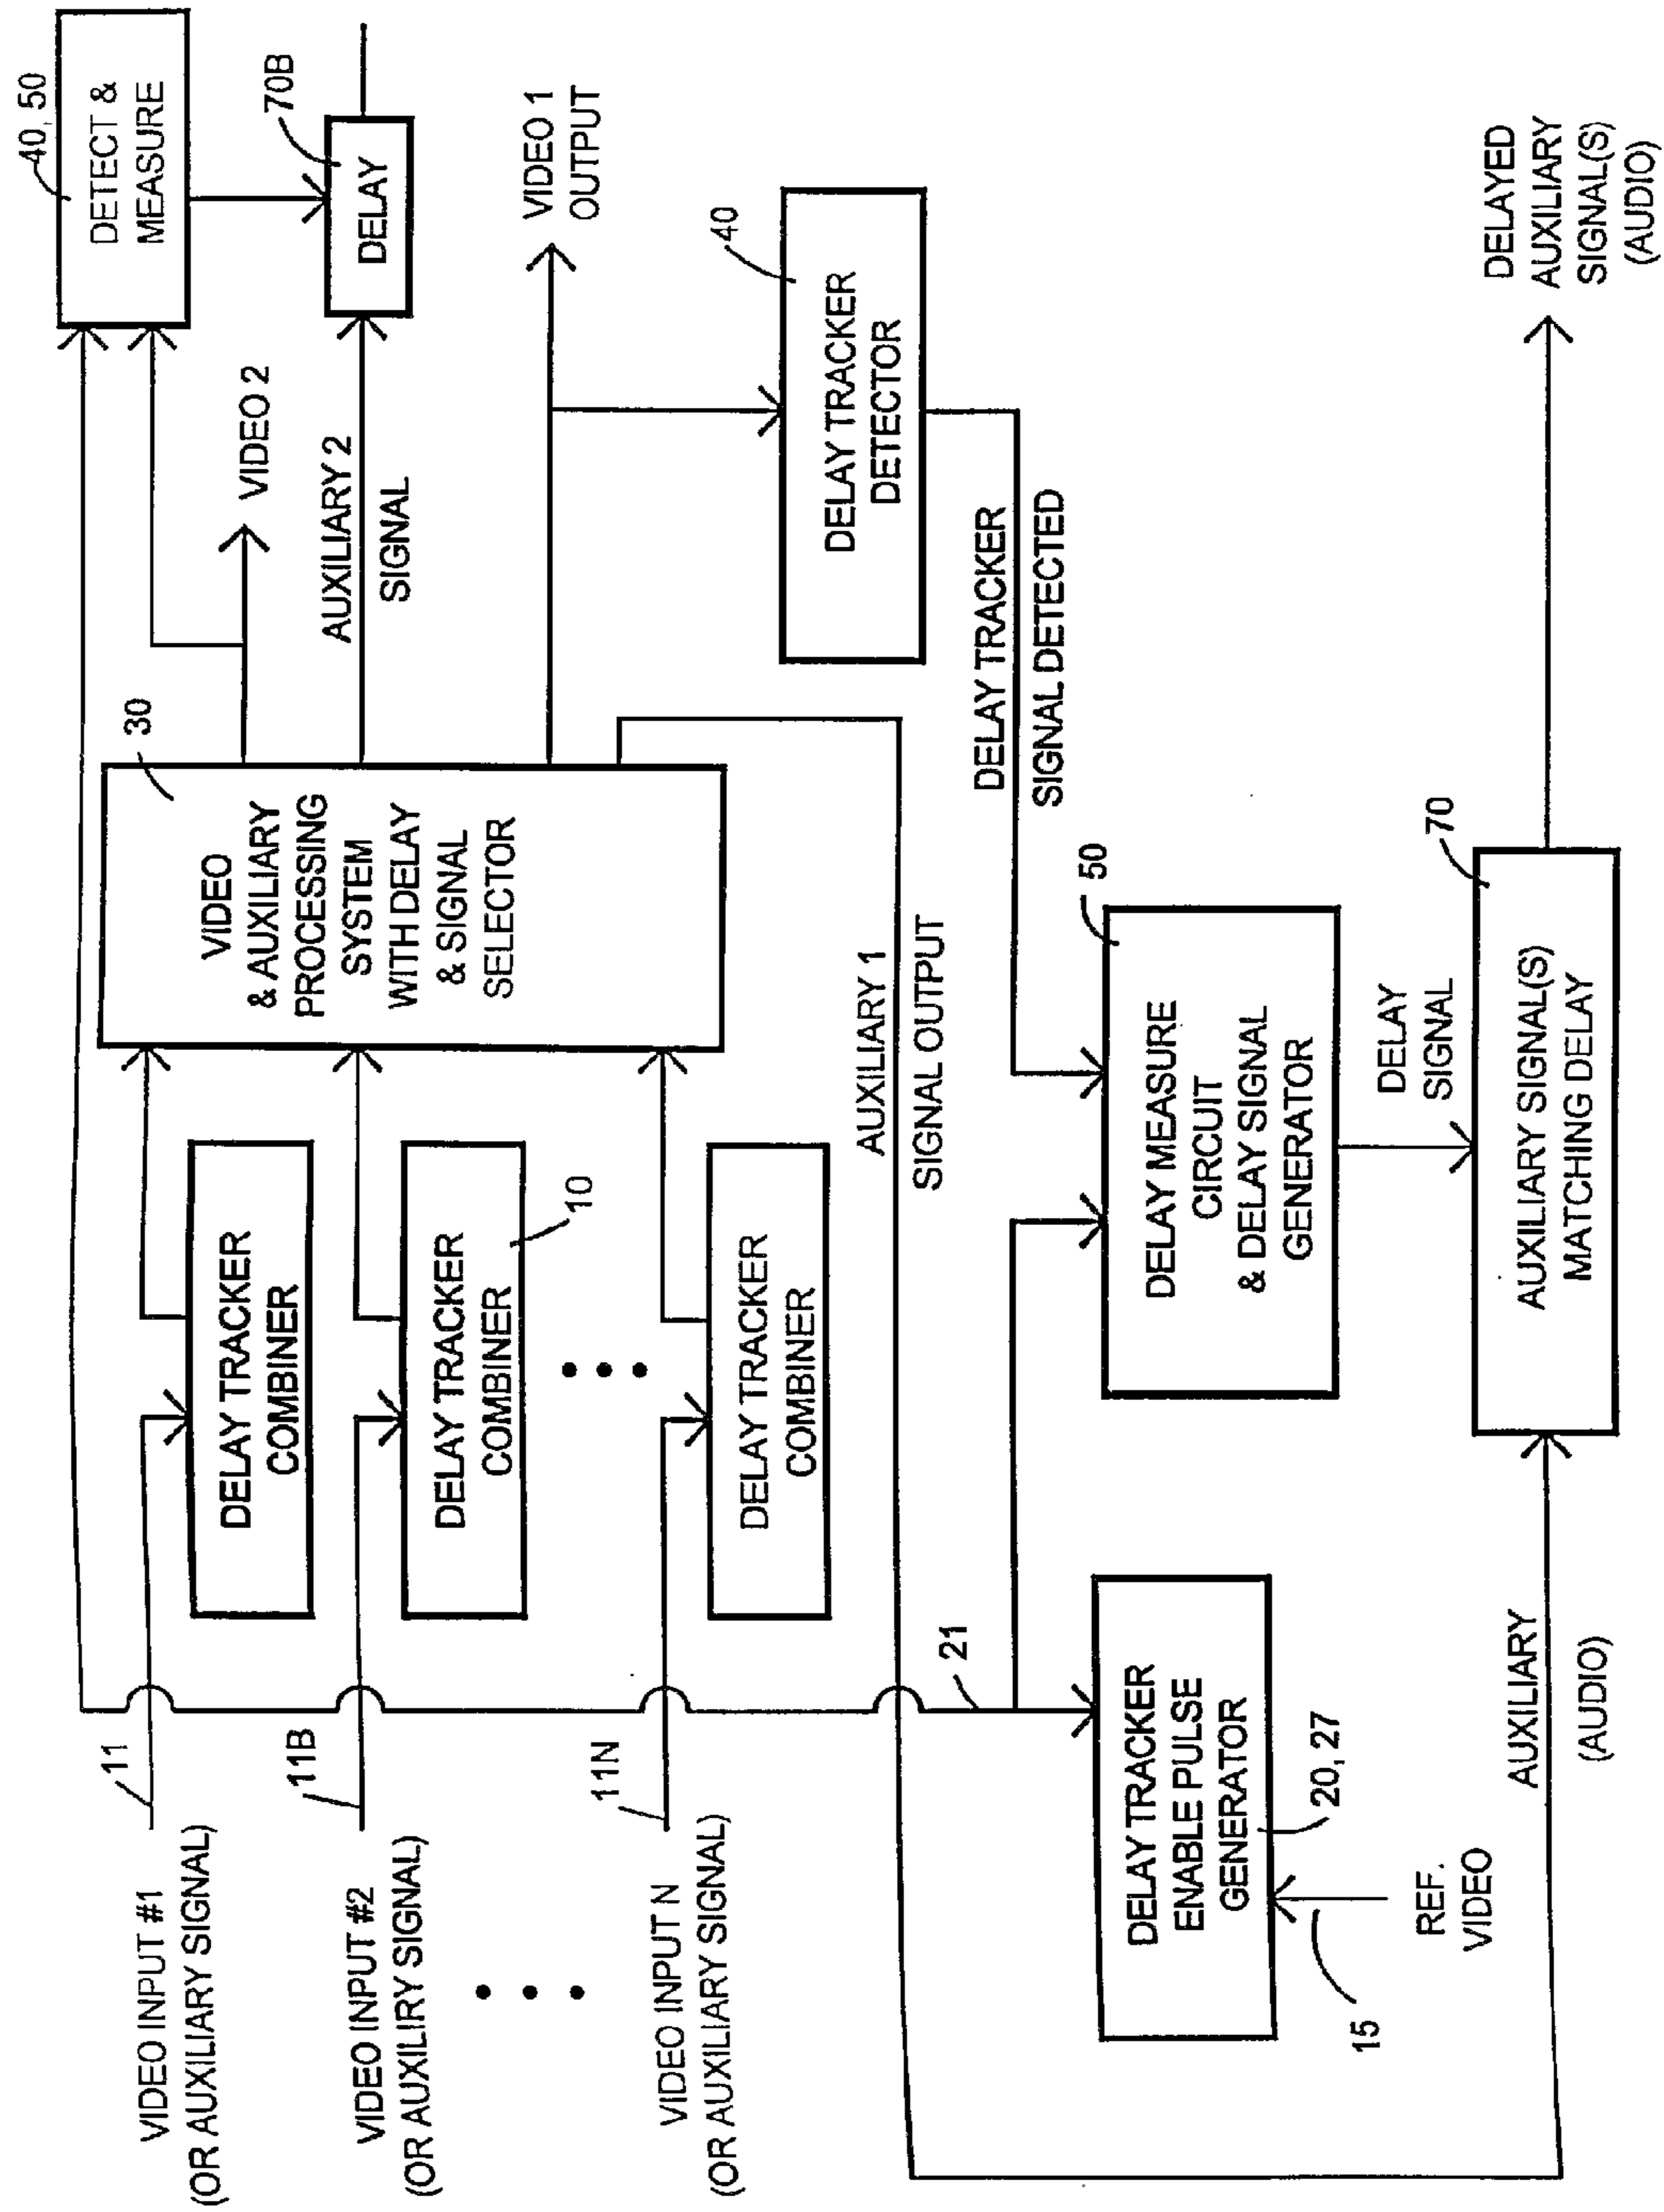 VIDEO INPUT #1
(OR AUXILIARY SIGNAL)
11
VIDEO INPUT #2
(OR AUXILIRY SIGNAL)
11B
VIDEO INPUT N
(OR AUXILIARY SIGNAL)
11N
DELAY TRACKER
COMBINER
DELAY TRACKER
COMBINER
10
DELAY TRACKER
COMBINER
30
VIDEO
& AUXILIARY
PROCESSING
SYSTEM
WITH DELAY
& SIGNAL
SELECTOR
40, 50
DETECT &
MEASURE
VIDEO 2
AUXILIARY 2
SIGNAL
70B
DELAY
VIDEO 1
OUTPUT
40
DELAY TRACKER
DETECTOR
DELAY TRACKER
SIGNAL DETECTED
AUXILIARY 1
SIGNAL OUTPUT
21
DELAY TRACKER
ENABLE PULSE
GENERATOR
20, 27
15
REF.
VIDEO
50
DELAY MEASURE
CIRCUIT
& DELAY SIGNAL
GENERATOR
DELAY
SIGNAL
AUXILIARY
(AUDIO)
70
AUXILIARY SIGNAL(S)
MATCHING DELAY
DELAYED
AUXILIARY
SIGNAL(S)
(AUDIO)